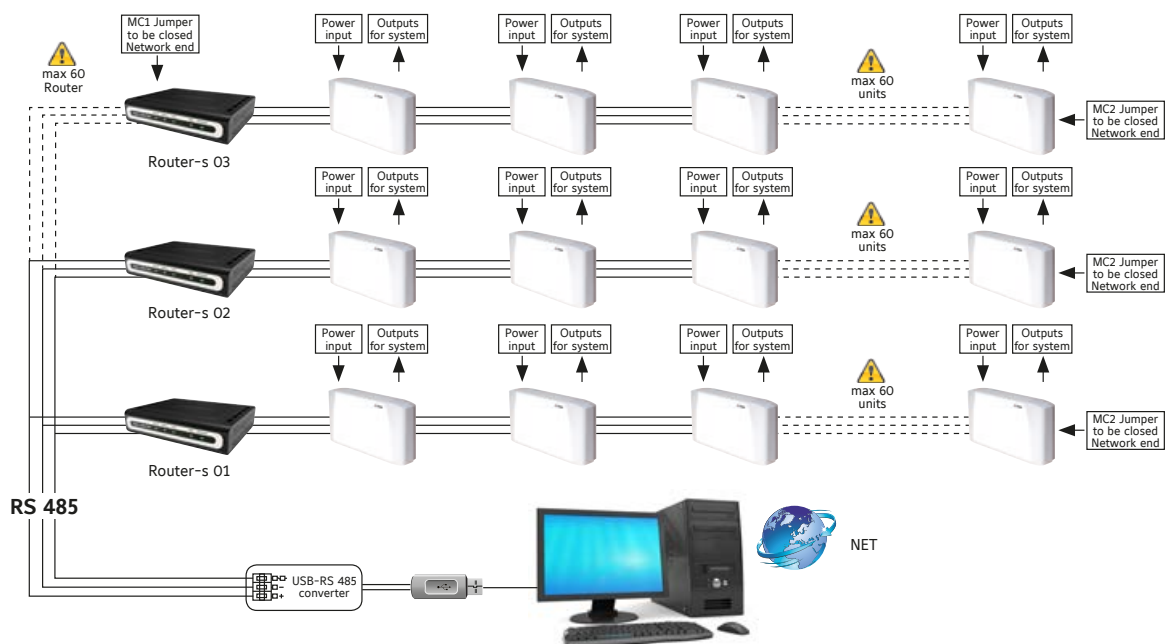 MC1 Jumper
to be closed
Network end
max 60
Router
Power
input
Outputs
for system
Power
input
Outputs
for system
Power
input
Outputs
for system
max 60
units
Power
input
Outputs
for system
MC2 Jumper
to be closed
Network end
Router-s 03
Power
input
Outputs
for system
Power
input
Outputs
for system
Power
input
Outputs
for system
max 60
units
Power
input
Outputs
for system
MC2 Jumper
to be closed
Network end
Router-s 02
Power
input
Outputs
for system
Power
input
Outputs
for system
Power
input
Outputs
for system
max 60
units
Power
input
Outputs
for system
MC2 Jumper
to be closed
Network end
Router-s 01
RS 485
NET
USB-RS 485
converter
-
+